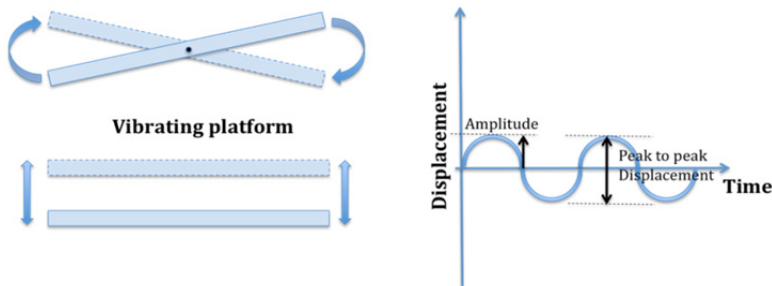 Vibrating platform
Displacement
Amplitude
Peak to peak
Displacement
Time